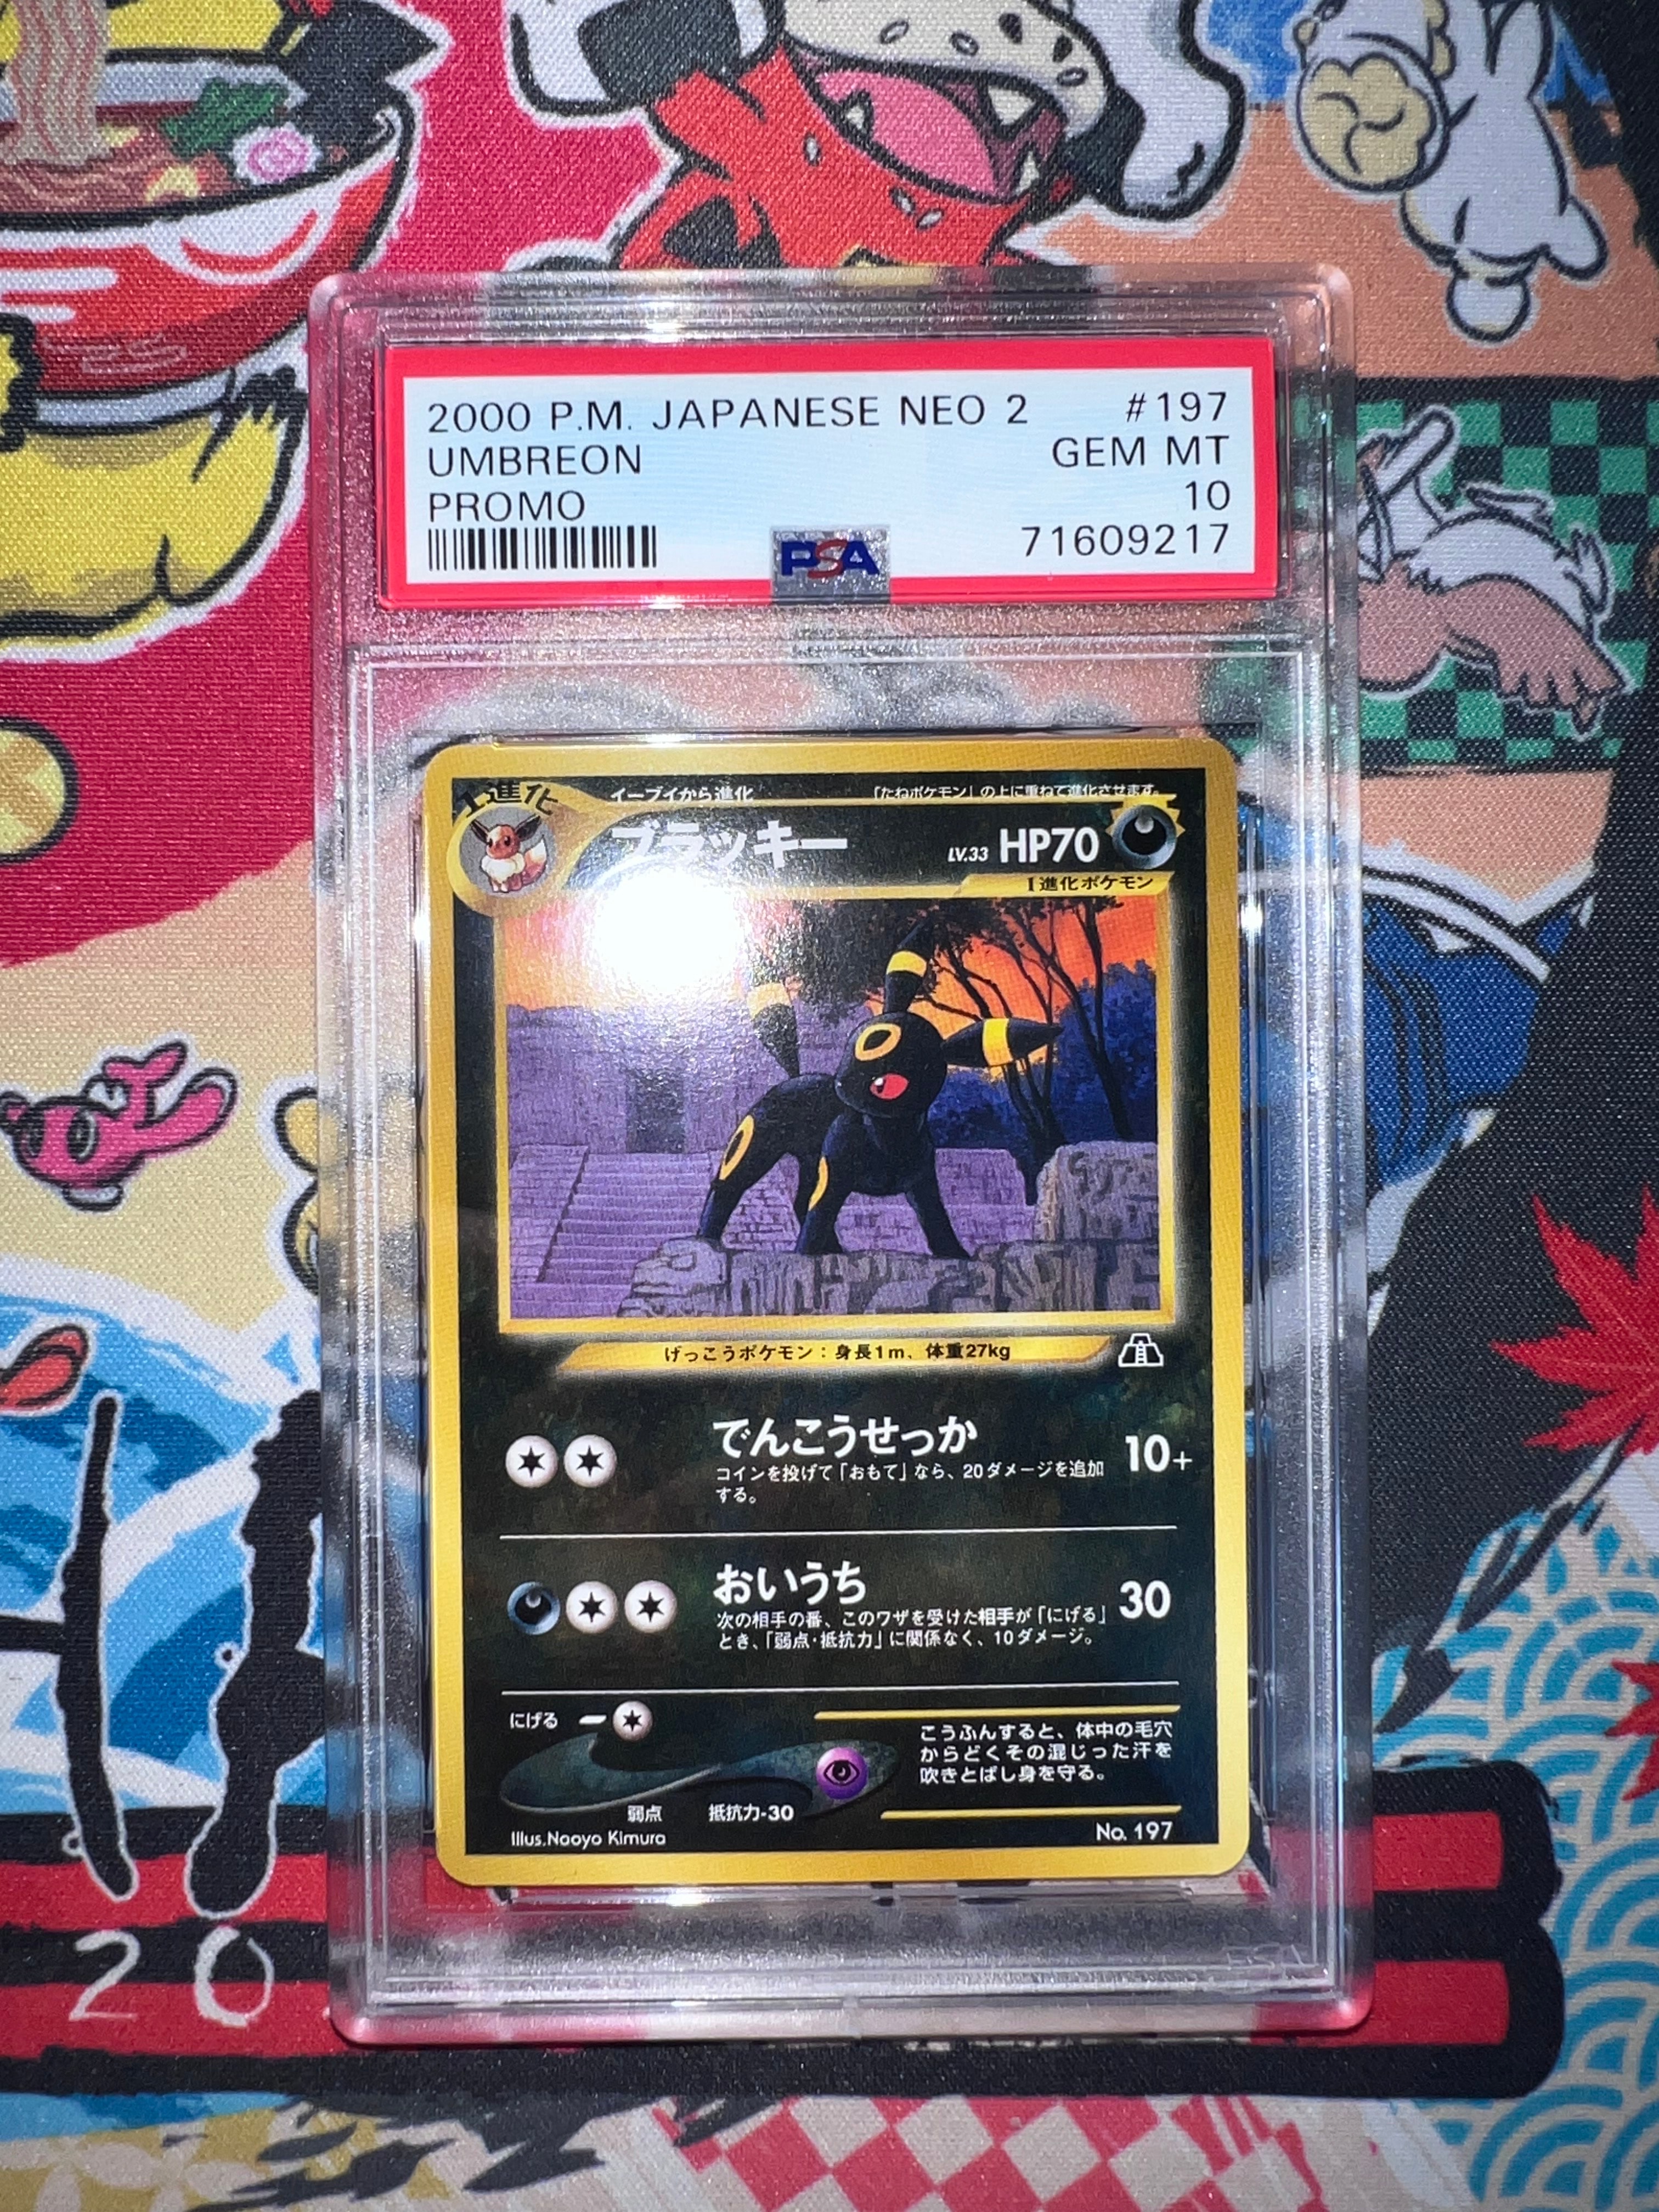 2000 P.M. JAPANESE NEO 2 #197
UMBREON GEM MT
PROMO 10
PSA 71609217
1進化
イーブイから進化 「たねポケモン」の上に重ねて進化させます。
ブラッキー LV.33 HP70
1進化ポケモン
げっこうポケモン：身長1m、体重27kg
でんこうせっか 10+
コインを投げて「おもて」なら、20ダメージを追加
する。
おいうち 30
次の相手の番、このワザを受けた相手が「にげる」
とき、「弱点・抵抗力」に関係なく、10ダメージ。
にげる
こうふんすると、体中の毛穴
からどくその混じった汗を
吹きとばし身を守る。
弱点 抵抗力-30
Illus.Naoyo Kimura No. 197
20